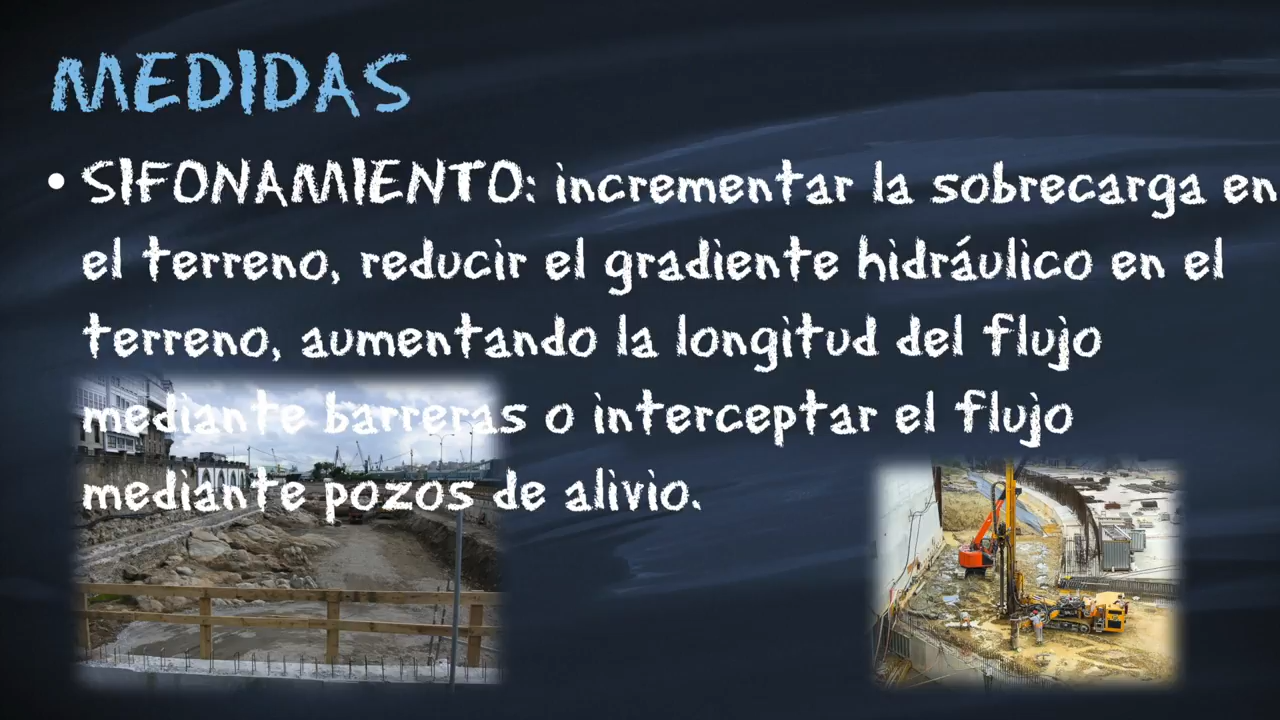 MEDIDAS
• SIFONAMIENTO: incrementar la sobrecarga en
el terreno, reducir el gradiente hidráulico en el
terreno, aumentando la longitud del flujo
mediante barreras o interceptar el flujo
mediante pozos de alivio.